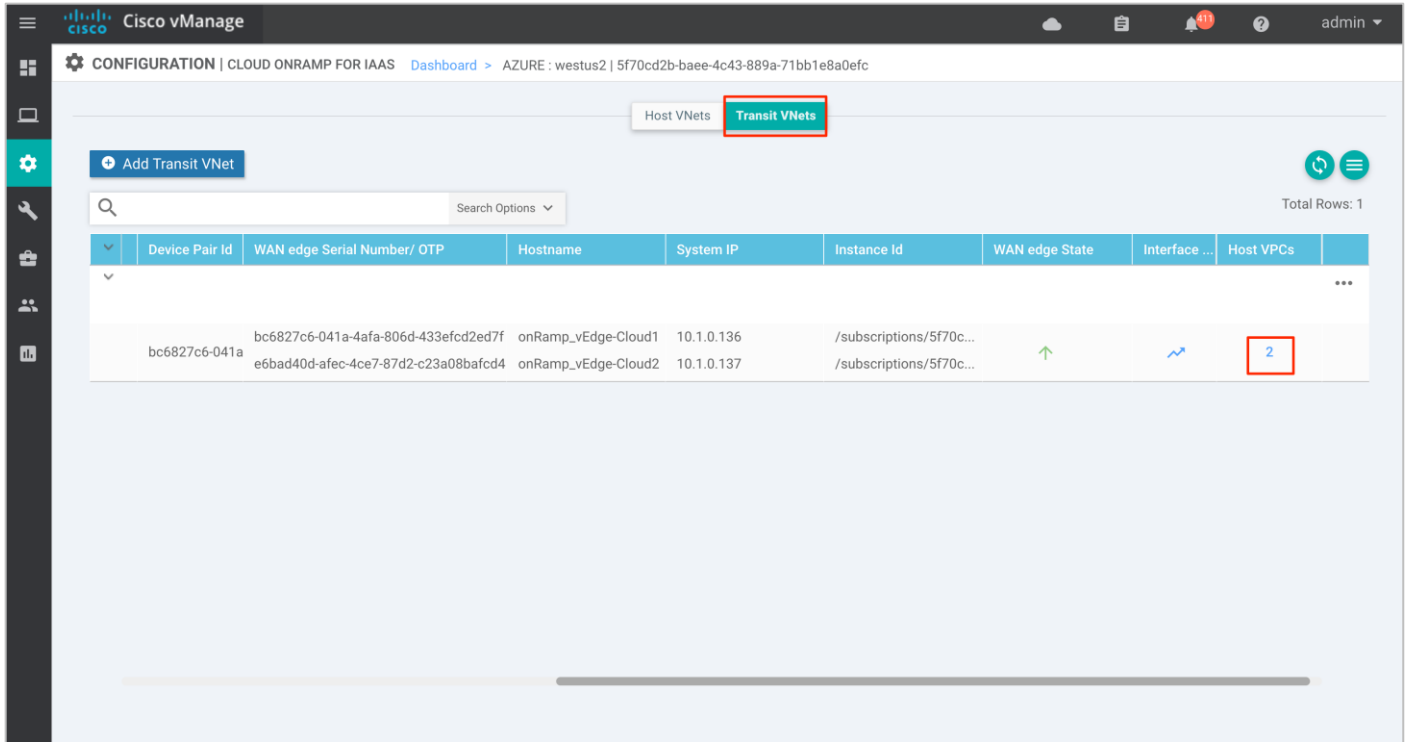 cisco Cisco vManage 411 admin
CONFIGURATION | CLOUD ONRAMP FOR IAAS Dashboard > AZURE : westus2 | 5f70cd2b-baee-4c43-889a-71bb1e8a0efc
Host VNets Transit VNets
Add Transit VNet
Search Options Total Rows: 1
Device Pair Id WAN edge Serial Number/ OTP Hostname System IP Instance Id WAN edge State Interface ... Host VPCs
bc6827c6-041a-4afa-806d-433efcd2ed7f onRamp_vEdge-Cloud1 10.1.0.136 /subscriptions/5f70c...
bc6827c6-041a 2
e6bad40d-afec-4ce7-87d2-c23a08bafcd4 onRamp_vEdge-Cloud2 10.1.0.137 /subscriptions/5f70c...